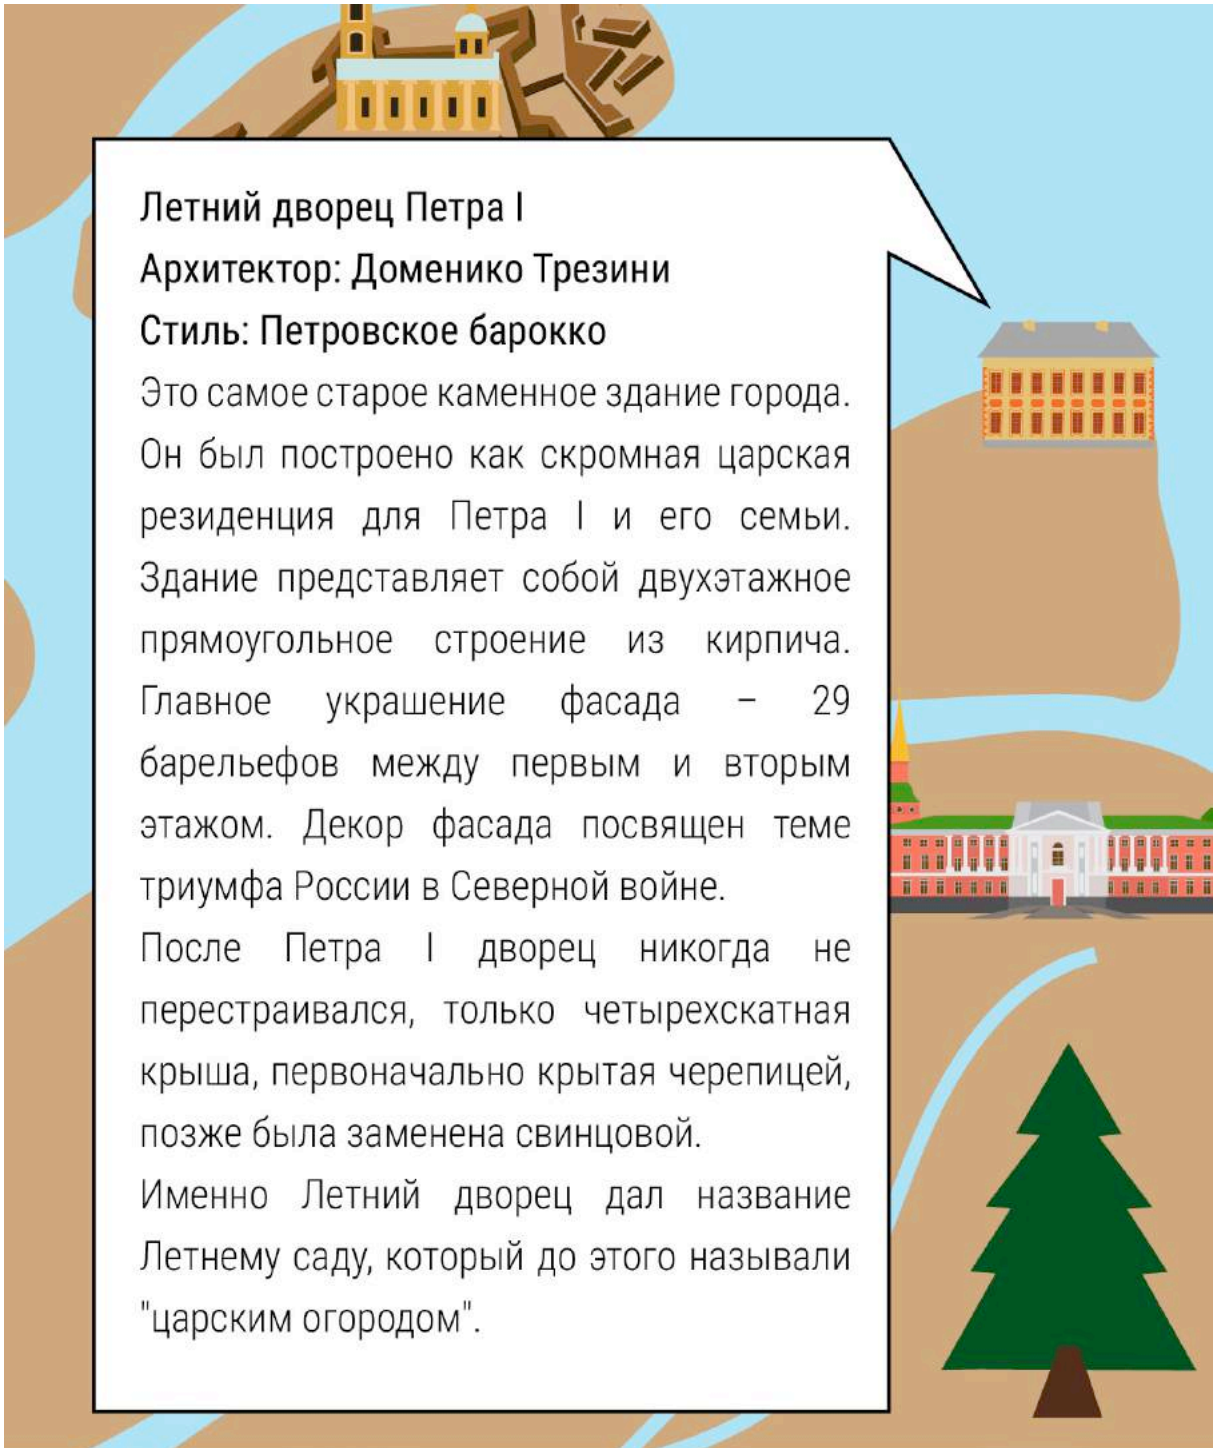 Летний дворец Петра I
Архитектор: Доменико Трезини
Стиль: Петровское барокко
Это самое старое каменное здание города.
Он был построено как скромная царская
резиденция для Петра I и его семьи.
Здание представляет собой двухэтажное
прямоугольное строение из кирпича.
Главное украшение фасада – 29
барельефов между первым и вторым
этажом. Декор фасада посвящен теме
триумфа России в Северной войне.
После Петра I дворец никогда не
перестраивался, только четырехскатная
крыша, первоначально крытая черепицей,
позже была заменена свинцовой.
Именно Летний дворец дал название
Летнему саду, который до этого называли
"царским огородом".